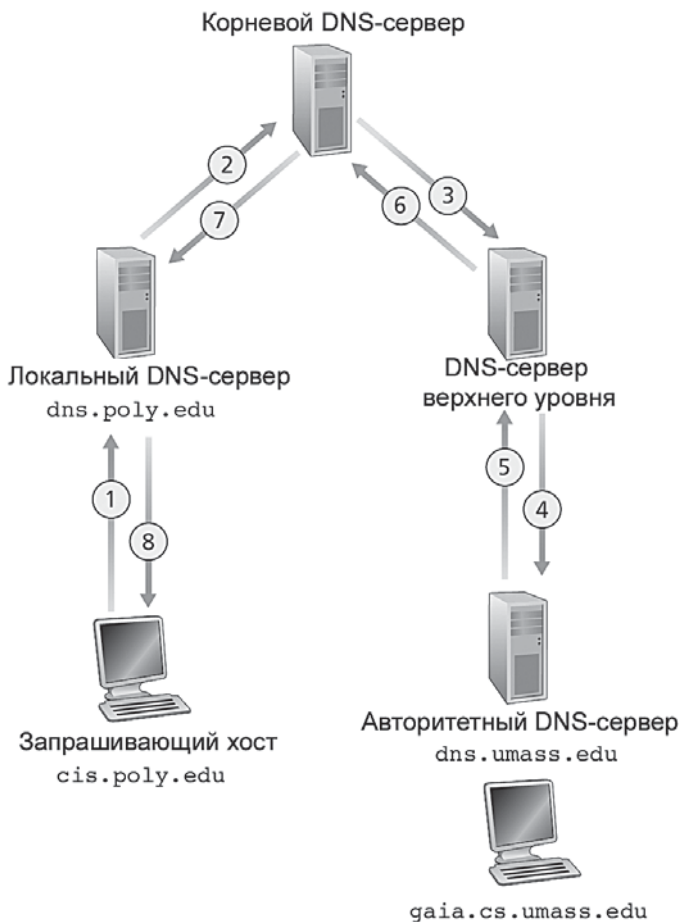 Корневой DNS-сервер
2
3
7
6
Локальный DNS-сервер
dns.poly.edu
DNS-сервер
верхнего уровня
1
8
5
4
Запрашивающий хост
cis.poly.edu
Авторитетный DNS-сервер
dns.umass.edu
gaia.cs.umass.edu